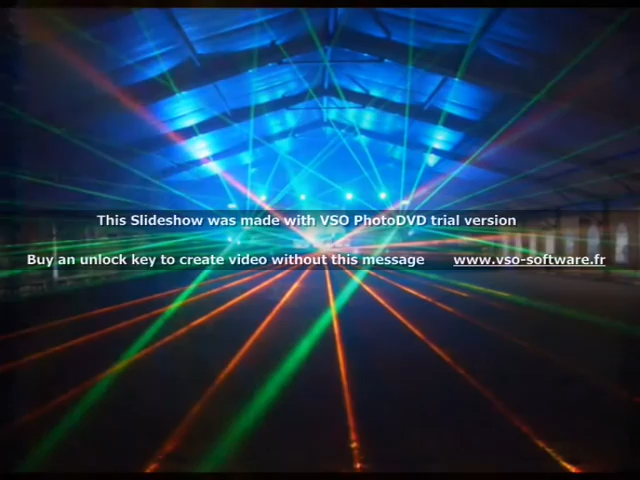 This Slideshow was made with VSO PhotoDVD trial version
Buy an unlock key to create video without this message www.vso-software.fr